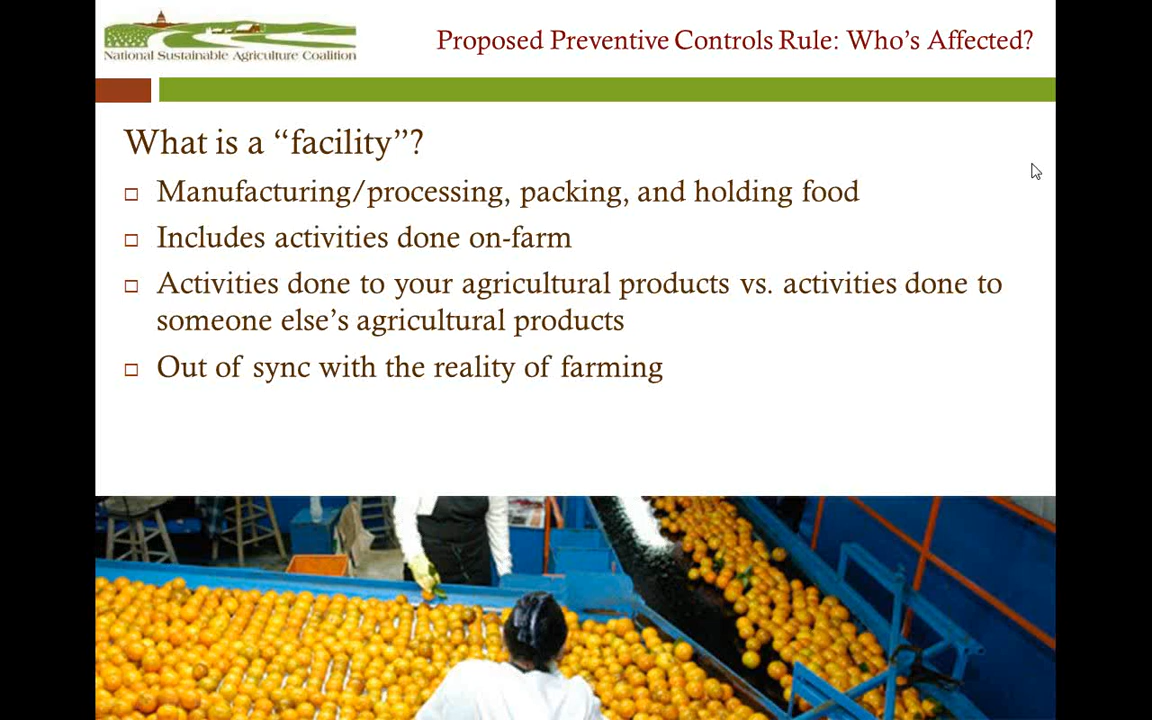 National Sustainable Agriculture Coalition
Proposed Preventive Controls Rule: Who’s Affected?
What is a “facility”?
Manufacturing/processing, packing, and holding food
Includes activities done on-farm
Activities done to your agricultural products vs. activities done to
someone else’s agricultural products
Out of sync with the reality of farming